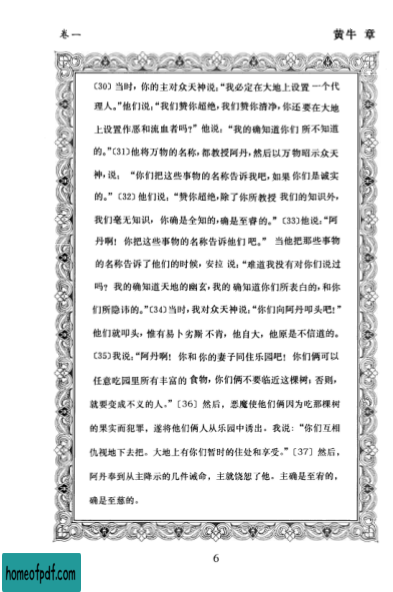 卷一 黄牛 章
〔30〕当时，你的主对众天神说：“我必定在大地上设置一个代
理人。”他们说：“我们赞你超绝，我们赞你清净，你还要在大地
上设置作恶和流血者吗？”他说：“我的确知道你们所不知道
的。”〔31〕他将万物的名称，都教授阿丹，然后以万物昭示众天
神，说：“你们把这些事物的名称告诉我吧，如果你们是诚实
的。”〔32〕他们说：“赞你超绝，除了你所教授我们的知识外，
我们毫无知识，你确是全知的，确是至睿的。”〔33〕他说：“阿
丹啊！你把这些事物的名称告诉他们吧。”当他把那些事物
的名称告诉了他们的时候，安拉说：“难道我没有对你们说过
吗？我的确知道天地的幽玄，我的确知道你们所表白的，和你
们所隐讳的。”〔34〕当时，我对众天神说：“你们向阿丹叩头吧！”
他们就叩头，惟有易卜劣斯不肯，他自大，他原是不信道的。
〔35〕我说：“阿丹啊！你和你的妻子同住乐园吧！你们俩可以
任意吃园里所有丰富的食物，你们俩不要临近这棵树；否则，
就要变成不义的人。”〔36〕然后，恶魔使他们俩因为吃那棵树
的果实而犯罪，遂将他们俩人从乐园中诱出。我说：“你们互相
仇视地下去把。大地上有你们暂时的住处和享受。”〔37〕然后，
阿丹奉到从主降示的几件诫命，主就饶恕了他。主确是至宥的，
确是至慈的。
6
homeofpdf.com